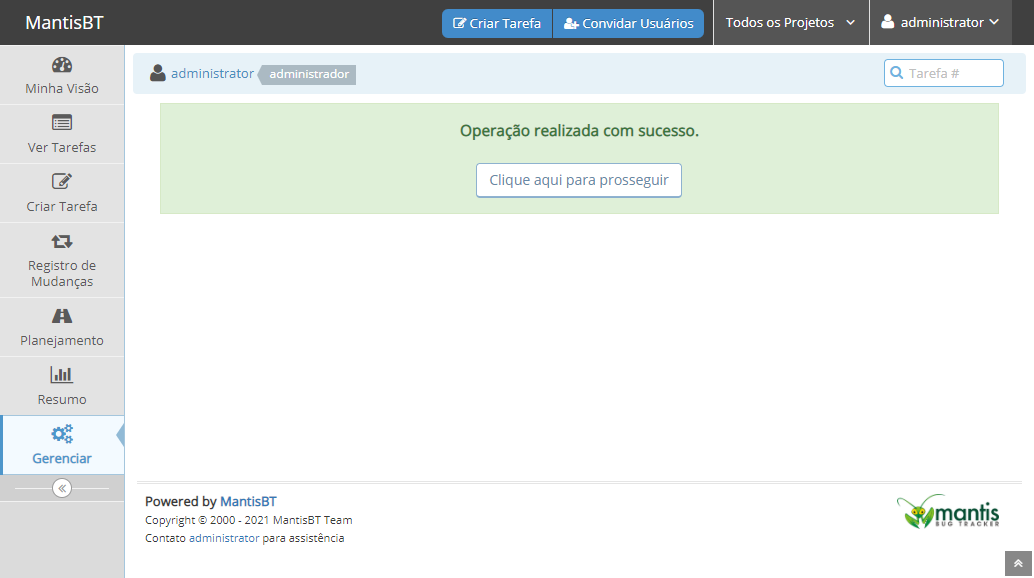 MantisBT
Criar Tarefa
Convidar Usuários
Todos os Projetos
administrator
Minha Visão
Ver Tarefas
Criar Tarefa
Registro de
Mudanças
Planejamento
Resumo
Gerenciar
administrator administrador
Tarefa #
Operação realizada com sucesso.
Clique aqui para prosseguir
Powered by MantisBT
Copyright © 2000 - 2021 MantisBT Team
Contato administrator para assistência
mantis
BUG TRACKER